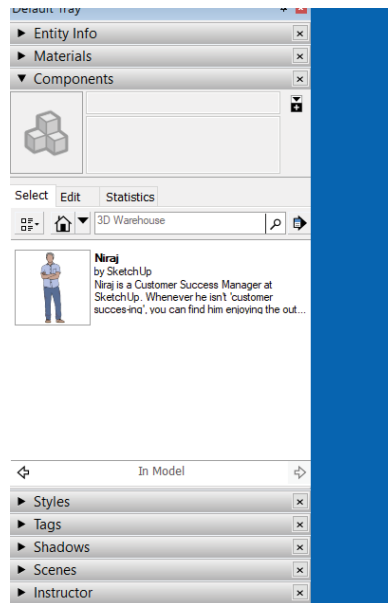 Default Tray
Entity Info
Materials
Components
Select Edit Statistics
3D Warehouse
Niraj
by SketchUp
Niraj is a Customer Success Manager at
SketchUp. Whenever he isn't 'customer
succes-ing', you can find him enjoying the out...
In Model
Styles
Tags
Shadows
Scenes
Instructor